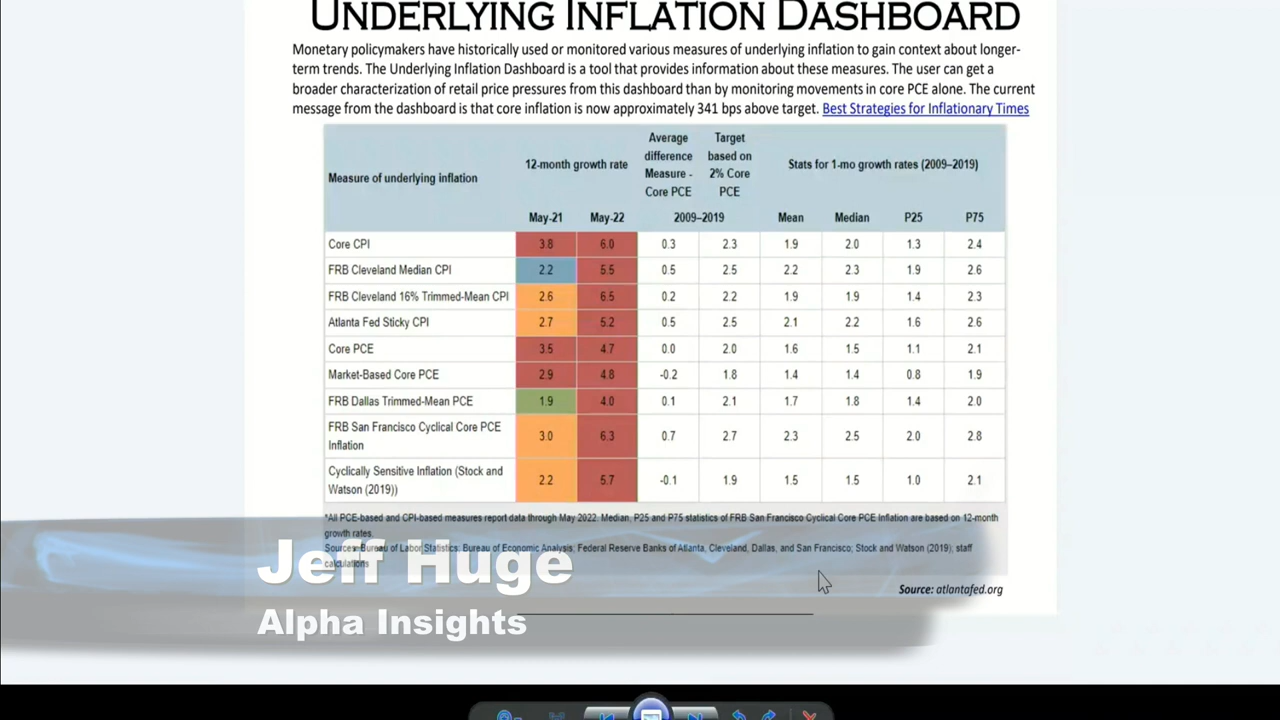 UNDERLYING INFLATION DASHBOARD
Monetary policymakers have historically used or monitored various measures of underlying inflation to gain context about longer-
term trends. The Underlying Inflation Dashboard is a tool that provides information about these measures. The user can get a
broader characterization of retail price pressures from this dashboard than by monitoring movements in core PCE alone. The current
message from the dashboard is that core inflation is now approximately 341 bps above target. Best Strategies for Inflationary Times
Measure of underlying inflation
12-month growth rate
Average
difference
Measure -
Core PCE
Target
based on
2% Core
PCE
Stats for 1-mo growth rates (2009–2019)
May-21 May-22 2009–2019 Mean Median P25 P75
Core CPI 3.8 6.0 0.3 2.3 1.9 2.0 1.3 2.4
FRB Cleveland Median CPI 2.2 5.5 0.5 2.5 2.2 2.3 1.9 2.6
FRB Cleveland 16% Trimmed-Mean CPI 2.6 6.5 0.2 2.2 1.9 1.9 1.4 2.3
Atlanta Fed Sticky CPI 2.7 5.2 0.5 2.5 2.1 2.2 1.6 2.6
Core PCE 3.5 4.7 0.0 2.0 1.6 1.5 1.1 2.1
Market-Based Core PCE 2.9 4.8 -0.2 1.8 1.4 1.4 0.8 1.9
FRB Dallas Trimmed-Mean PCE 1.9 4.0 0.1 2.1 1.7 1.8 1.4 2.0
FRB San Francisco Cyclical Core PCE
Inflation 3.0 6.3 0.7 2.7 2.3 2.5 2.0 2.8
Cyclically Sensitive Inflation (Stock and
Watson (2019)) 2.2 5.7 -0.1 1.9 1.5 1.5 1.0 2.1
*All PCE-based and CPI-based measures report data through May 2022. Median, P25 and P75 statistics of FRB San Francisco Cyclical Core PCE Inflation are based on 12-month
growth rates.
Sources: Bureau of Labor Statistics; Bureau of Economic Analysis; Federal Reserve Banks of Atlanta, Cleveland, Dallas, and San Francisco; Stock and Watson (2019); staff
calculations
Source: atlantafed.org
Jeff Huge
Alpha Insights